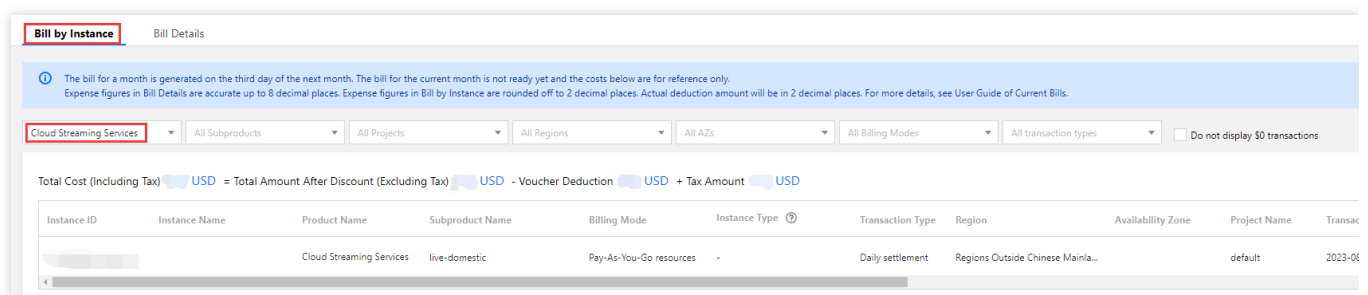 Bill by Instance Bill Details
The bill for a month is generated on the third day of the next month. The bill for the current month is not ready yet and the costs below are for reference only.
Expense figures in Bill Details are accurate up to 8 decimal places. Expense figures in Bill by Instance are rounded off to 2 decimal places. Actual deduction amount will be in 2 decimal places. For more details, see User Guide of Current Bills.
Cloud Streaming Services All Subproducts All Projects All Regions All AZs All Billing Modes All transaction types Do not display $0 transactions
Total Cost (Including Tax) USD = Total Amount After Discount (Excluding Tax) USD - Voucher Deduction USD + Tax Amount USD
Instance ID Instance Name Product Name Subproduct Name Billing Mode Instance Type Transaction Type Region Availability Zone Project Name Transac
Cloud Streaming Services live-domestic Pay-As-You-Go resources - Daily settlement Regions Outside Chinese Mainla... default 2023-08